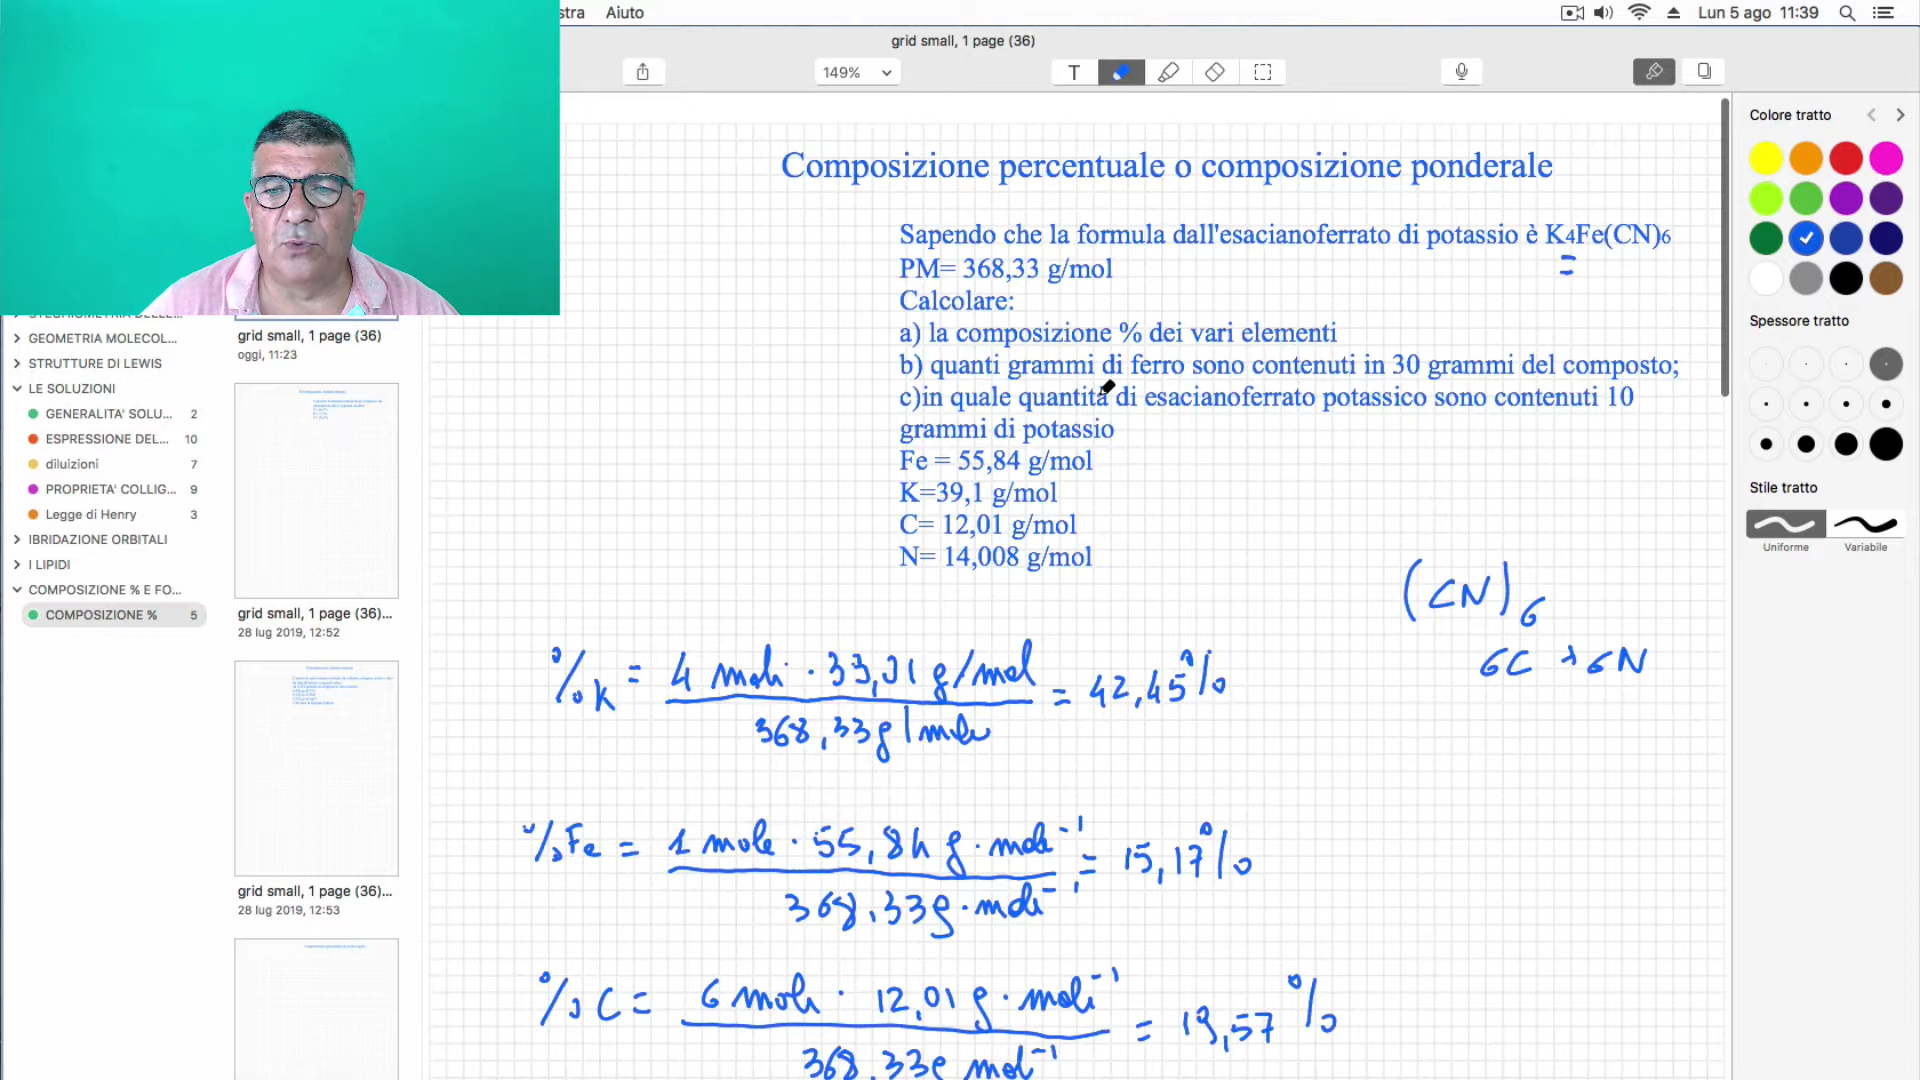 stra Aiuto
Lun 5 ago 11:39
grid small, 1 page (36)
149%
T
Composizione percentuale o composizione ponderale
Sapendo che la formula dall'esacianoferrato di potassio è K4Fe(CN)6
PM= 368,33 g/mol
Calcolare:
a) la composizione % dei vari elementi
b) quanti grammi di ferro sono contenuti in 30 grammi del composto;
c)in quale quantità di esacianoferrato potassico sono contenuti 10
grammi di potassio
Fe = 55,84 g/mol
K=39,1 g/mol
C= 12,01 g/mol
N= 14,008 g/mol
(CN)6
6C + 6N
%K = 4 moli · 39,01 g/mol = 42,45%
368,33 g/mole
%Fe = 1 mole · 55,84 g · moli-1 = 15,17%
368,33 g · moli-1
% C = 6 moli · 12,01 g · moli-1 = 19,57 %
368,33g mol-1
grid small, 1 page (36)
oggi, 11:23
grid small, 1 page (36)...
28 lug 2019, 12:52
grid small, 1 page (36)...
28 lug 2019, 12:53
GEOMETRIA MOLECOL...
STRUTTURE DI LEWIS
LE SOLUZIONI
GENERALITA' SOLU... 2
ESPRESSIONE DEL... 10
diluizioni 7
PROPRIETA' COLLIG... 9
Legge di Henry 3
IBRIDAZIONE ORBITALI
I LIPIDI
COMPOSIZIONE % E FO...
COMPOSIZIONE % 5
Colore tratto
Spessore tratto
Stile tratto
Uniforme Variabile